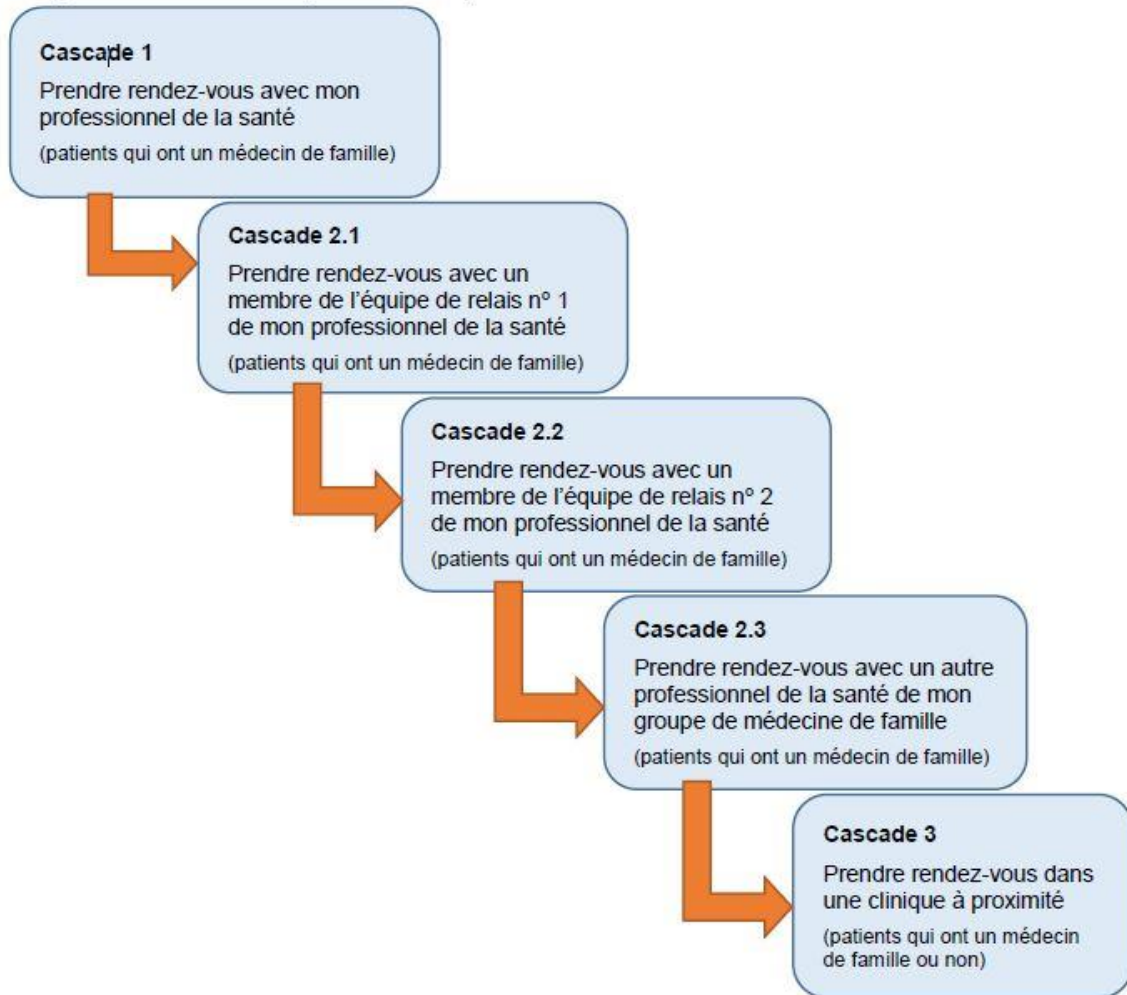 Cascade 1
Prendre rendez-vous avec mon
professionnel de la santé
(patients qui ont un médecin de famille)
Cascade 2.1
Prendre rendez-vous avec un
membre de l'équipe de relais nº 1
de mon professionnel de la santé
(patients qui ont un médecin de famille)
Cascade 2.2
Prendre rendez-vous avec un
membre de l'équipe de relais nº 2
de mon professionnel de la santé
(patients qui ont un médecin de famille)
Cascade 2.3
Prendre rendez-vous avec un autre
professionnel de la santé de mon
groupe de médecine de famille
(patients qui ont un médecin de famille)
Cascade 3
Prendre rendez-vous dans
une clinique à proximité
(patients qui ont un médecin
de famille ou non)